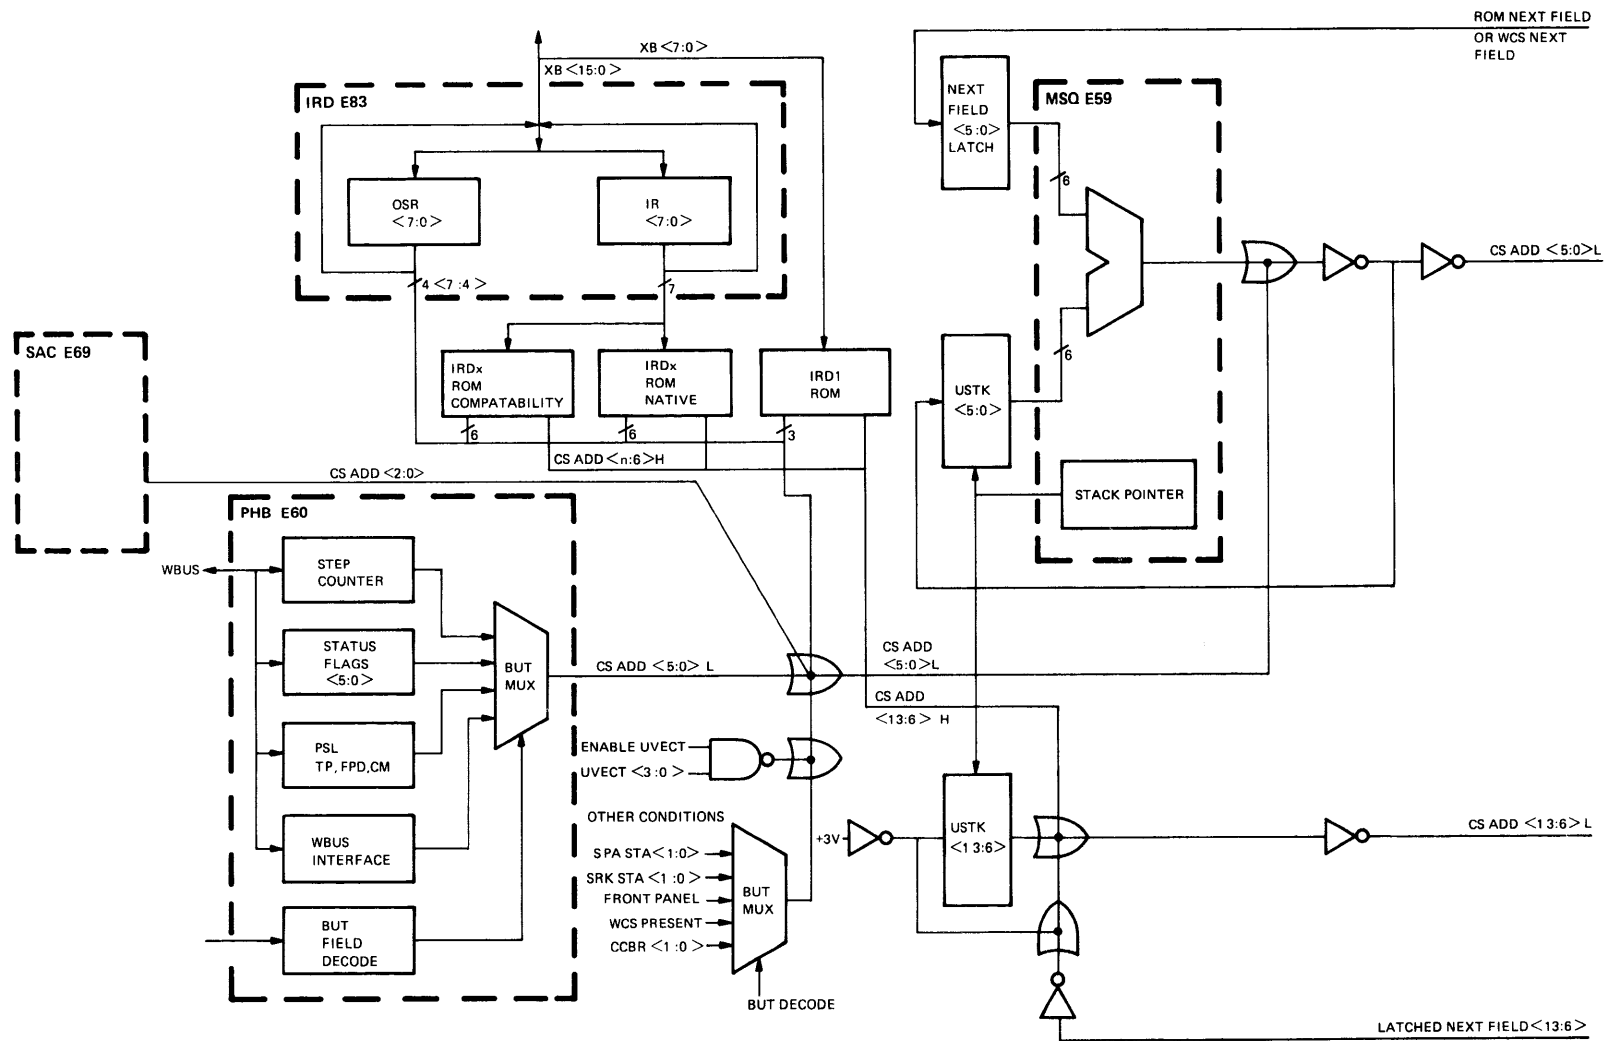 ROM NEXT FIELD
OR WCS NEXT
FIELD
XB <7:0>
XB <15:0>
IRD E83
OSR
<7:0>
IR
<7:0>
4 <7 :4>
7
NEXT
FIELD
<5:0>
LATCH
MSQ E59
6
6
CS ADD <5:0>L
USTK
<5:0>
STACK POINTER
SAC E69
IRDx
ROM
COMPATABILITY
IRDx
ROM
NATIVE
IRD1
ROM
6
6
3
CS ADD <n:6>H
CS ADD <2:0>
PHB E60
WBUS
STEP
COUNTER
STATUS
FLAGS
<5:0>
PSL
TP, FPD,CM
WBUS
INTERFACE
BUT
FIELD
DECODE
BUT
MUX
CS ADD <5:0> L
CS ADD
<5:0>L
CS ADD
<13:6> H
ENABLE UVECT
UVECT <3 :0 >
OTHER CONDITIONS
SPA STA<1:0>
SRK STA <1 :0 >
FRONT PANEL
WCS PRESENT
CCBR <1 :0 >
BUT
MUX
BUT DECODE
+3V
USTK
<1 3:6>
CS ADD <1 3:6> L
LATCHED NEXT FIELD<13:6>